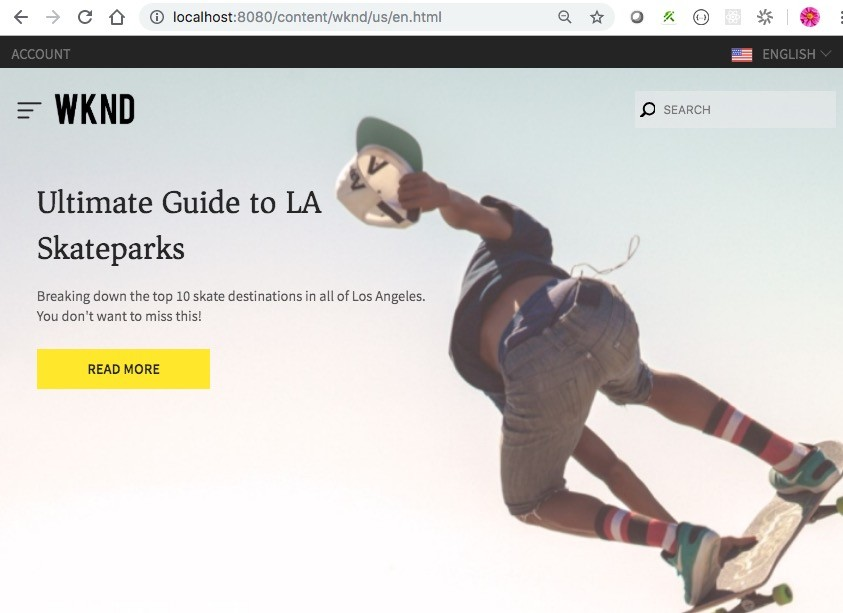 localhost:8080/content/wknd/us/en.html
ACCOUNT
ENGLISH
WKND
SEARCH
Ultimate Guide to LA
Skateparks
Breaking down the top 10 skate destinations in all of Los Angeles.
You don't want to miss this!
READ MORE